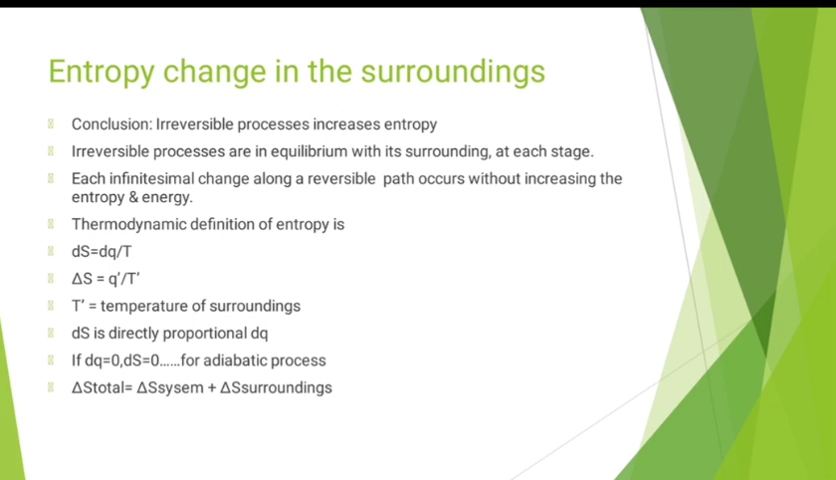 Entropy change in the surroundings
Conclusion: Irreversible processes increases entropy
Irreversible processes are in equilibrium with its surrounding, at each stage.
Each infinitesimal change along a reversible path occurs without increasing the
entropy & energy.
Thermodynamic definition of entropy is
dS=dq/T
ΔS = q’/T’
T’ = temperature of surroundings
dS is directly proportional dq
If dq=0,dS=0......for adiabatic process
ΔStotal= ΔSsysem + ΔSsurroundings